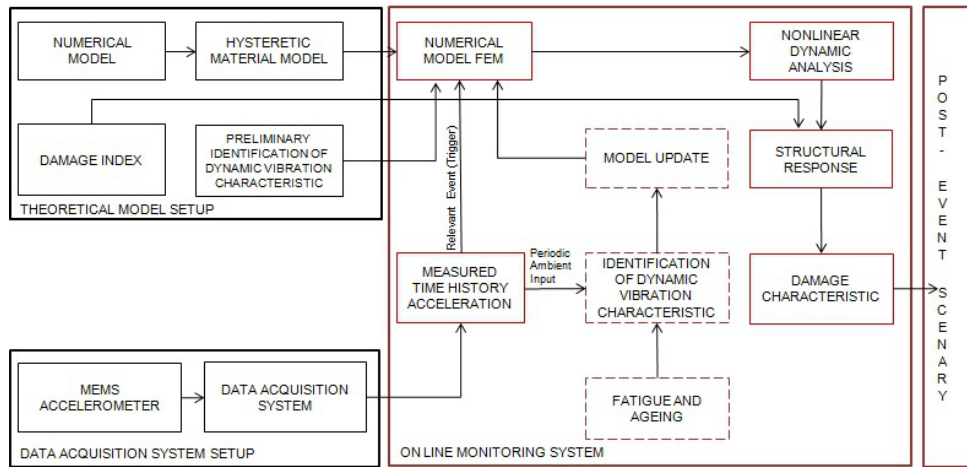 NUMERICAL
MODEL
HYSTERETIC
MATERIAL MODEL
NUMERICAL
MODEL FEM
NONLINEAR
DYNAMIC
ANALYSIS
DAMAGE INDEX
PRELIMINARY
IDENTIFICATION OF
DYNAMIC VIBRATION
CHARACTERISTIC
THEORETICAL MODEL SETUP
Relevant Event (Trigger)
MODEL UPDATE
STRUCTURAL
RESPONSE
MEASURED
TIME HISTORY
ACCELERATION
Periodic
Ambient
Input
IDENTIFICATION
OF DYNAMIC
VIBRATION
CHARACTERISTIC
DAMAGE
CHARACTERISTIC
MEMS
ACCELEROMETER
DATA ACQUISITION
SYSTEM
FATIGUE AND
AGEING
DATA ACQUISITION SYSTEM SETUP
ON LINE MONITORING SYSTEM
POST- EVENT SCENARY